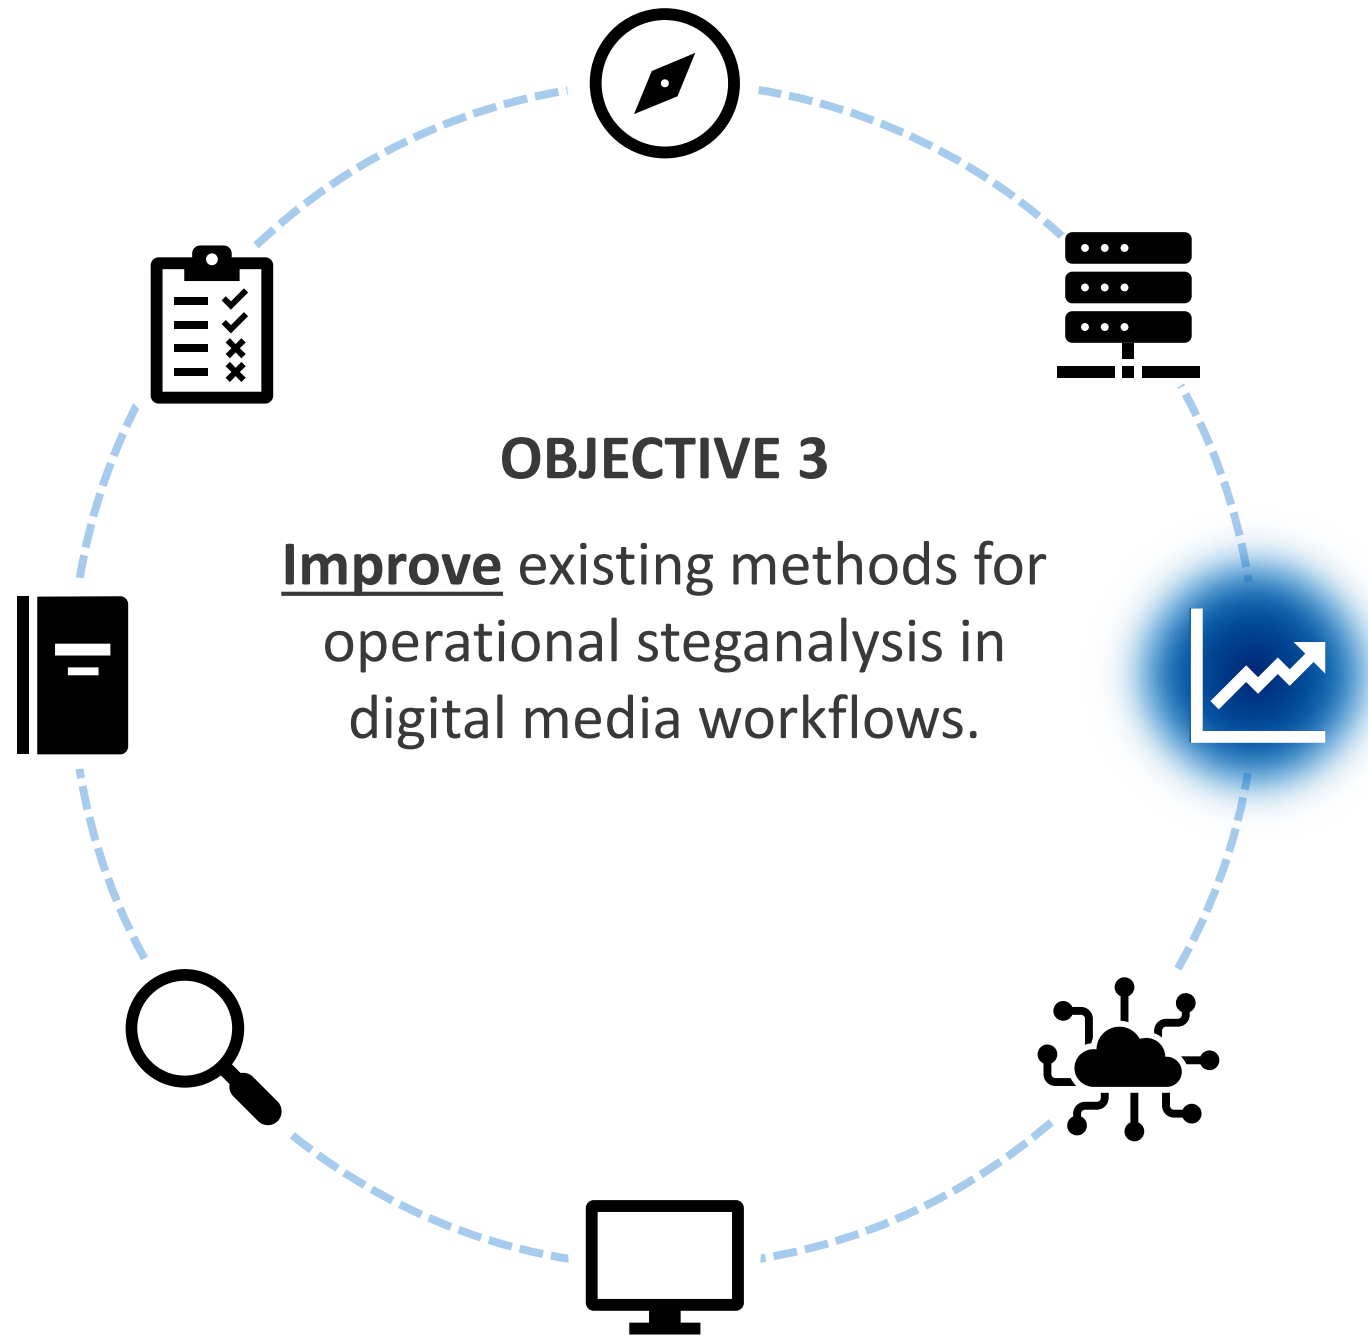 OBJECTIVE 3
Improve existing methods for
operational steganalysis in
digital media workflows.